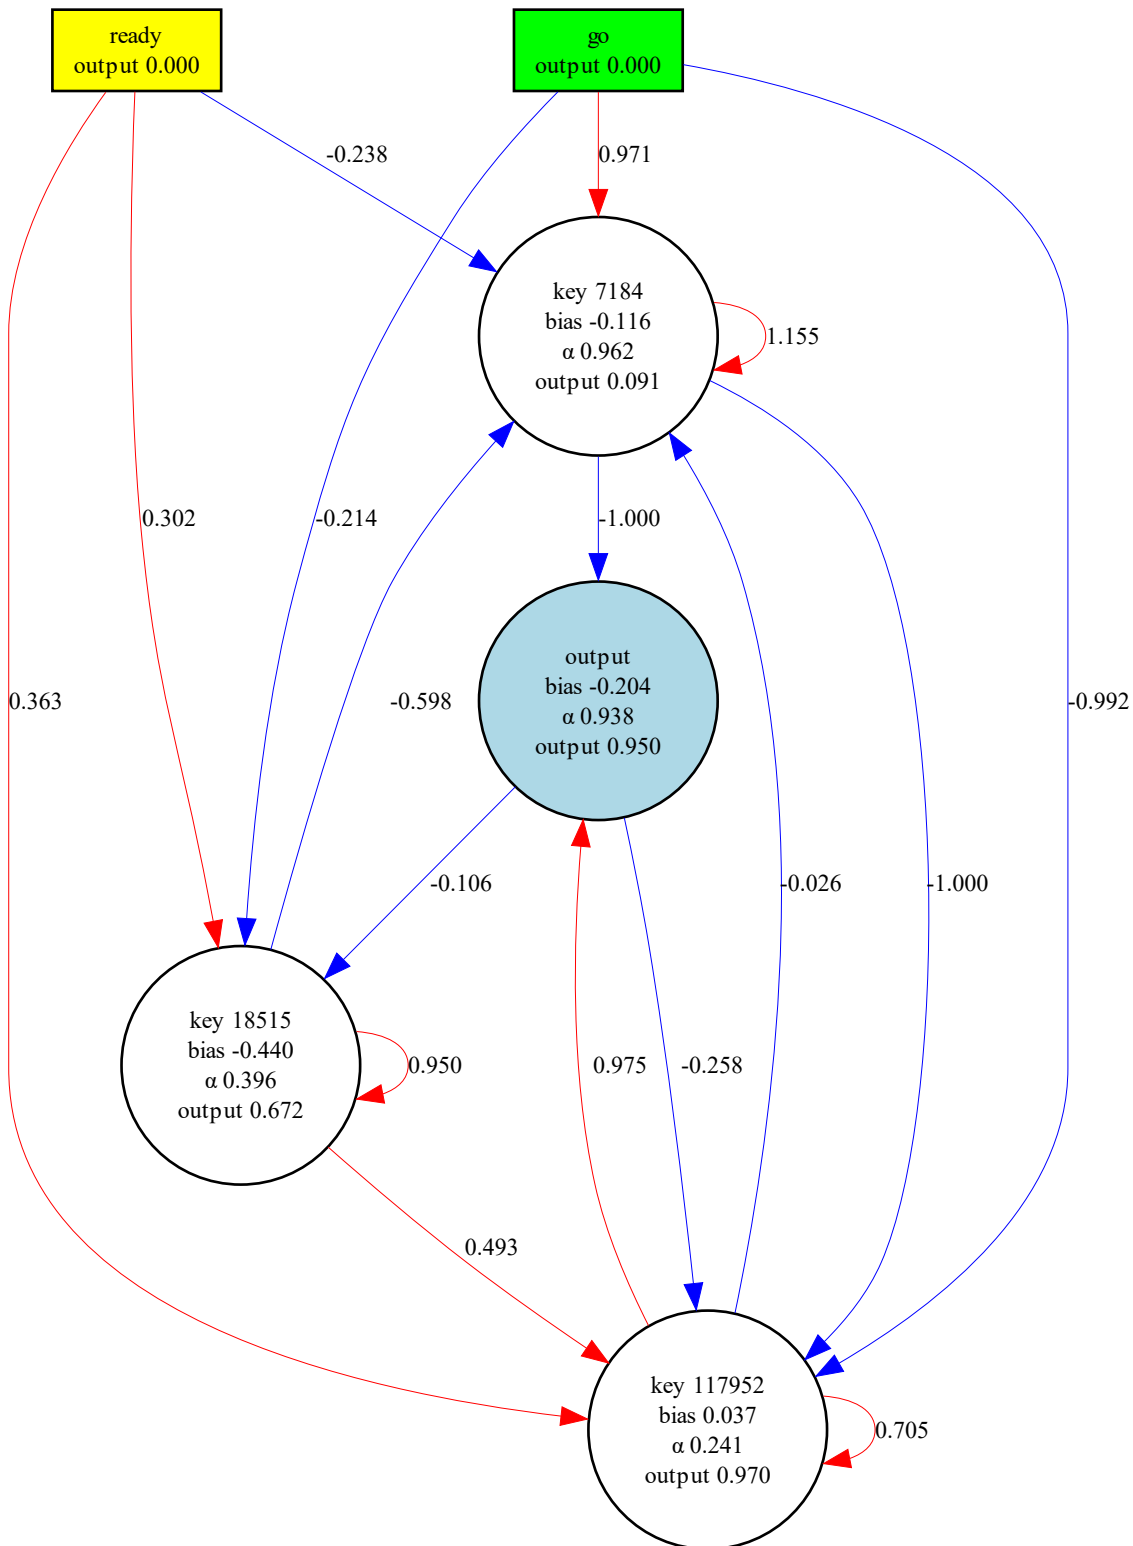 ready
output 0.000
go
output 0.000
-0.238
0.971
key 7184
bias -0.116
α 0.962
output 0.091
1.155
0.302
-0.214
-1.000
output
bias -0.204
α 0.938
output 0.950
0.363
-0.598
-0.992
-0.106
-0.026
-1.000
key 18515
bias -0.440
α 0.396
output 0.672
0.950
0.975
-0.258
0.493
key 117952
bias 0.037
α 0.241
output 0.970
0.705